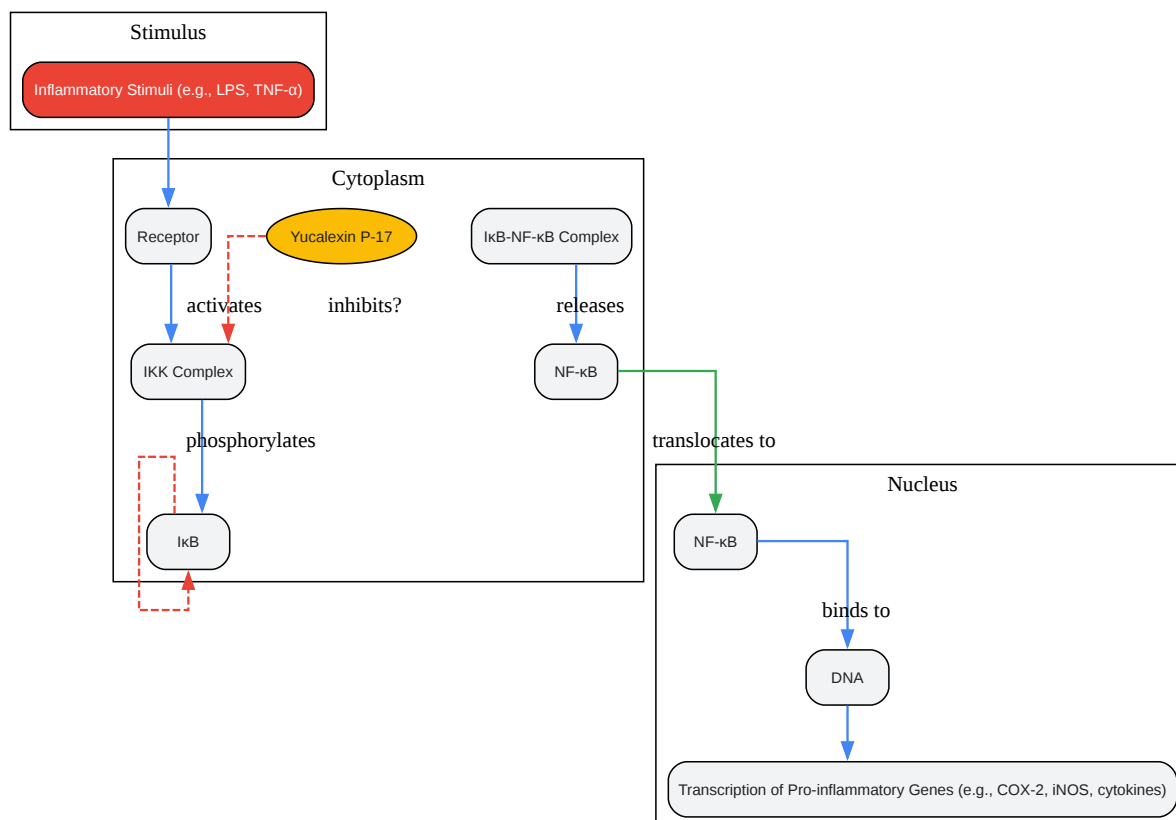 Stimulus
Inflammatory Stimuli (e.g., LPS, TNF-α)
Cytoplasm
Receptor
Yucalexin P-17
IκB-NF-κB Complex
activates
inhibits?
releases
IKK Complex
NF-κB
phosphorylates
translocates to
Nucleus
IκB
NF-κB
binds to
DNA
Transcription of Pro-inflammatory Genes (e.g., COX-2, iNOS, cytokines)